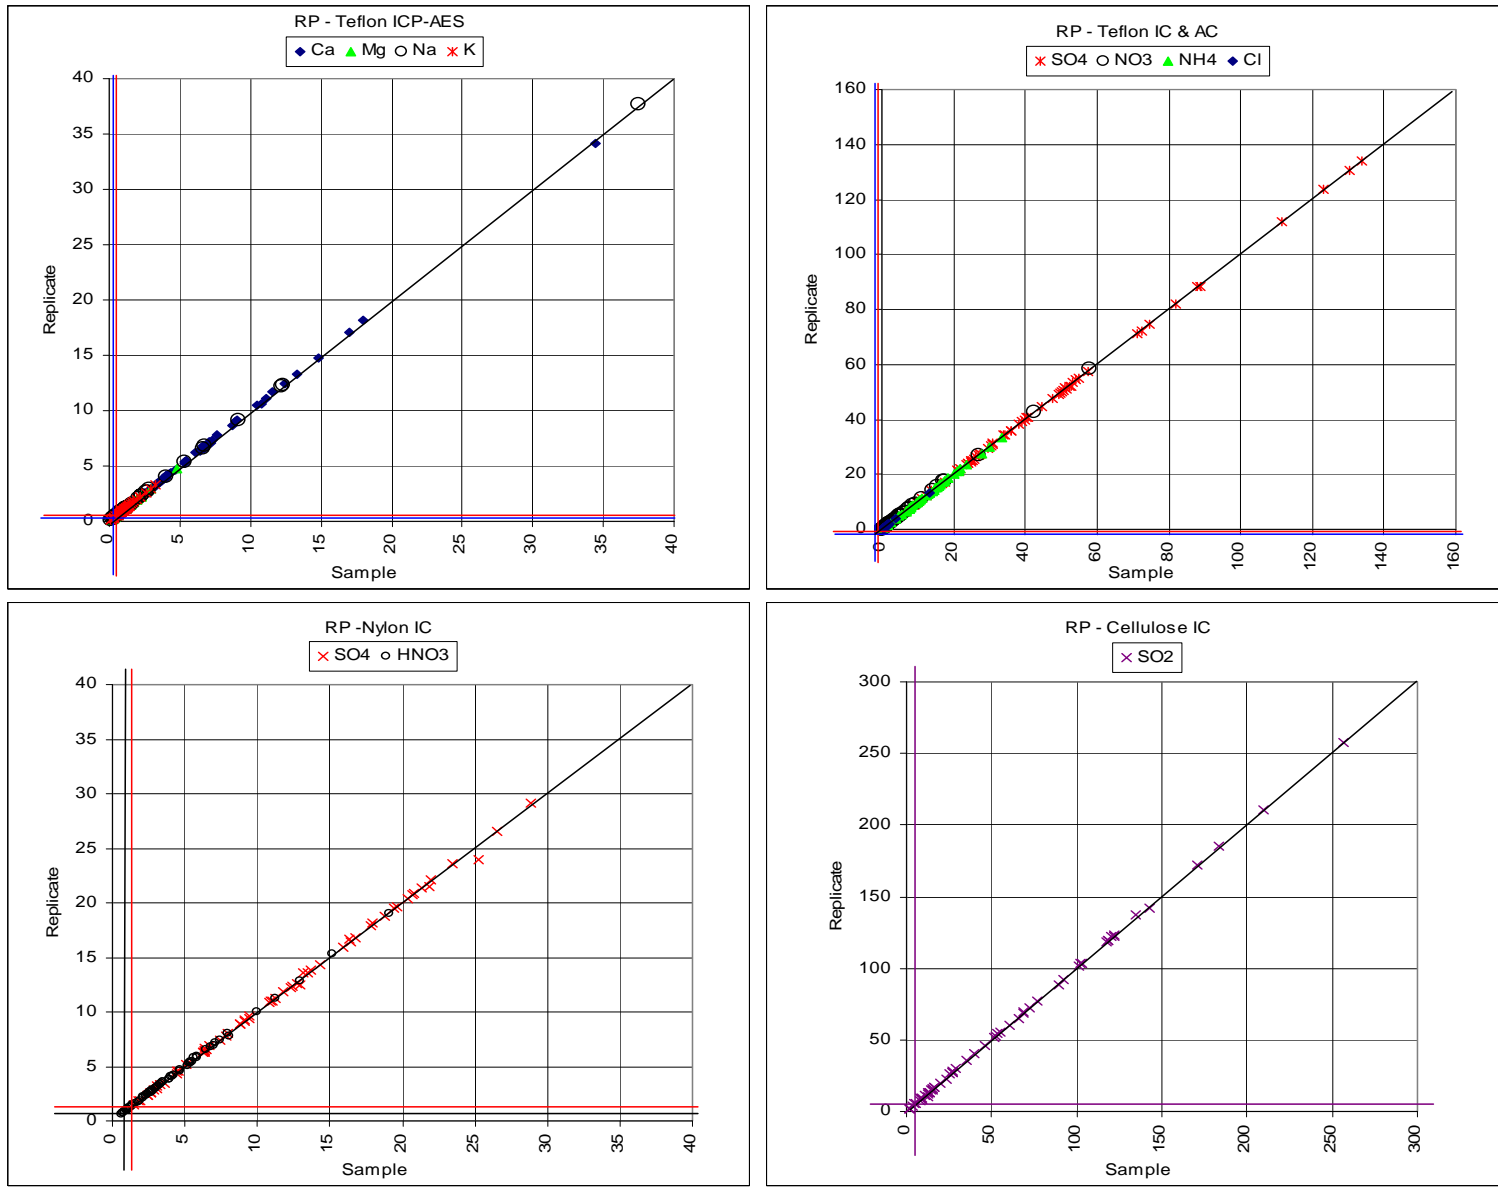 RP - Teflon ICP-AES
Ca Mg Na K
40
35
30
25
20
15
10
5
0
Replicate
0 5 10 15 20 25 30 35 40
Sample
RP - Teflon IC & AC
SO4 NO3 NH4 Cl
160
140
120
100
80
60
40
20
0
Replicate
0 20 40 60 80 100 120 140 160
Sample
RP -Nylon IC
SO4 HNO3
40
35
30
25
20
15
10
5
0
Replicate
0 5 10 15 20 25 30 35 40
Sample
RP - Cellulose IC
SO2
300
250
200
150
100
50
0
Replicate
0 50 100 150 200 250 300
Sample